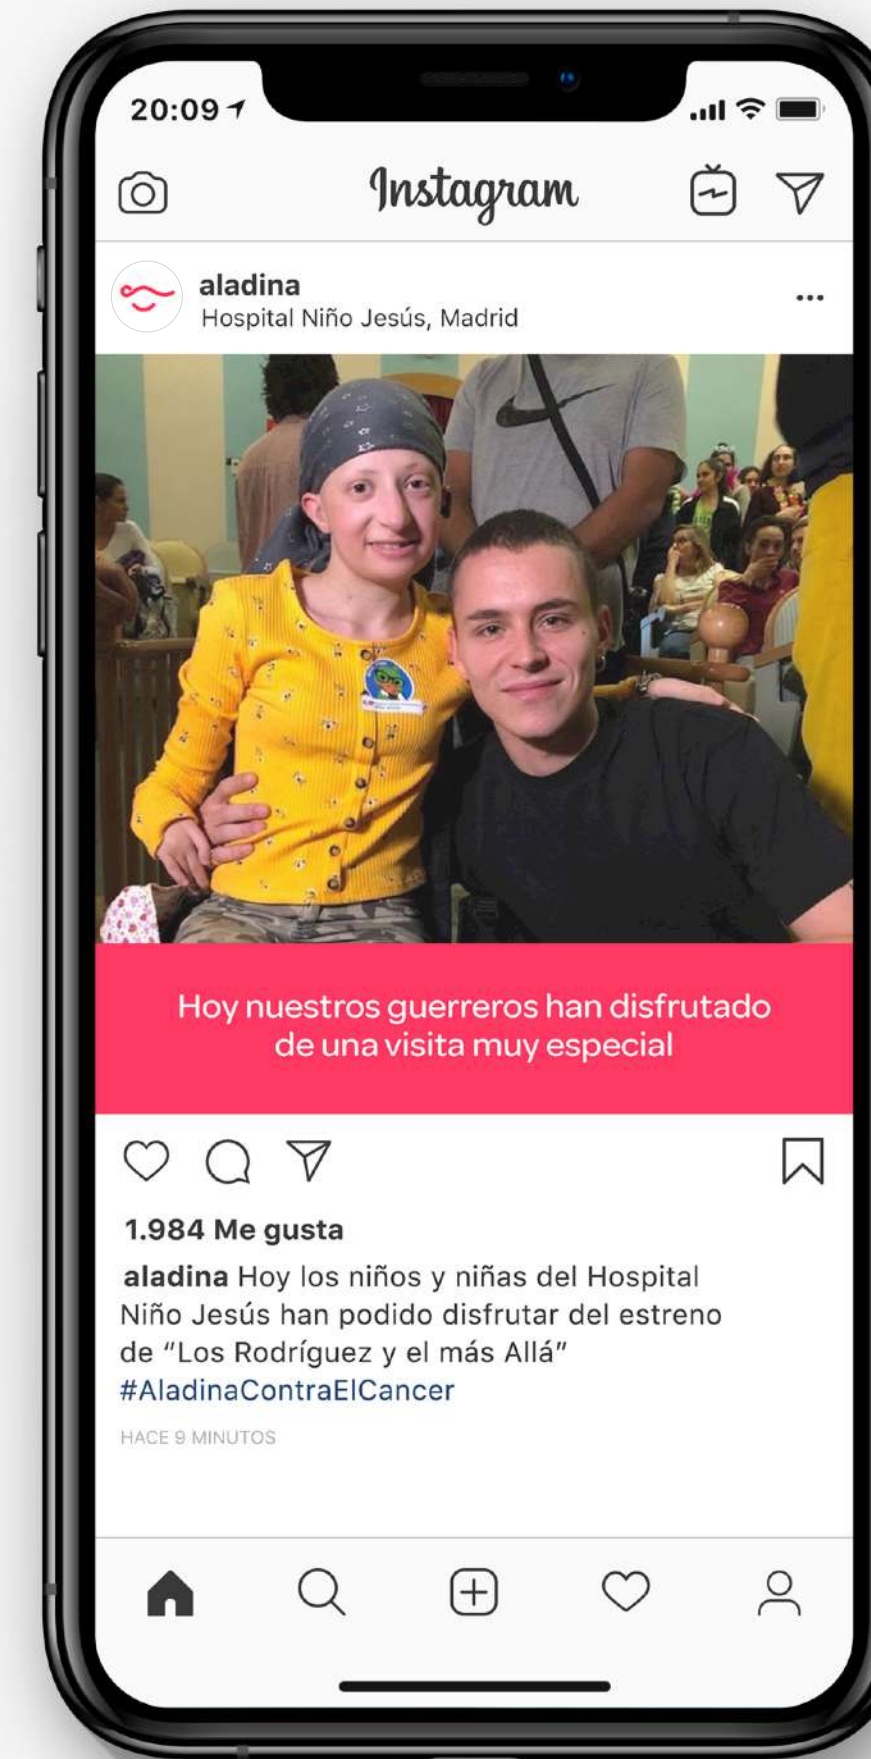 20:09
Instagram
aladina
Hospital Niño Jesús, Madrid
Hoy nuestros guerreros han disfrutado
de una visita muy especial
1.984 Me gusta
aladina Hoy los niños y niñas del Hospital
Niño Jesús han podido disfrutar del estreno
de “Los Rodríguez y el más Allá”
#AladinaContraElCancer
HACE 9 MINUTOS